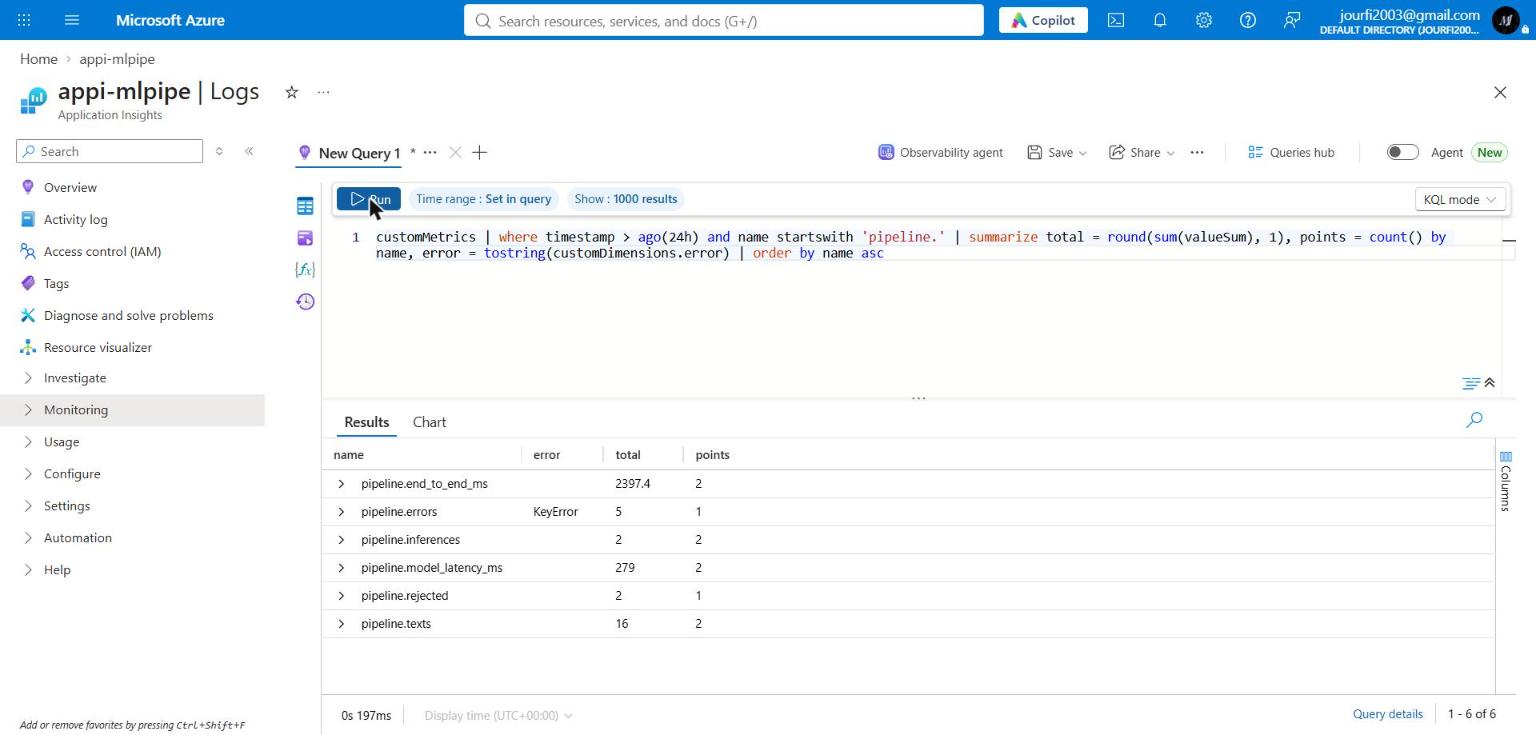 Microsoft Azure
Search resources, services, and docs (G+/)
Copilot
jourfi2003@gmail.com
DEFAULT DIRECTORY (JOURFI200...
Home > appi-mlpipe
appi-mlpipe | Logs
Application Insights
Search
Overview
Activity log
Access control (IAM)
Tags
Diagnose and solve problems
Resource visualizer
Investigate
Monitoring
Usage
Configure
Settings
Automation
Help
Add or remove favorites by pressing Ctrl+Shift+F
New Query 1 *
Observability agent
Save
Share
Queries hub
Agent New
Run
Time range : Set in query
Show : 1000 results
KQL mode
1 customMetrics | where timestamp > ago(24h) and name startswith 'pipeline.' | summarize total = round(sum(valueSum), 1), points = count() by
name, error = tostring(customDimensions.error) | order by name asc
Results Chart
name error total points
pipeline.end_to_end_ms 2397.4 2
pipeline.errors KeyError 5 1
pipeline.inferences 2 2
pipeline.model_latency_ms 279 2
pipeline.rejected 2 1
pipeline.texts 16 2
Columns
0s 197ms
Display time (UTC+00:00)
Query details
1 - 6 of 6